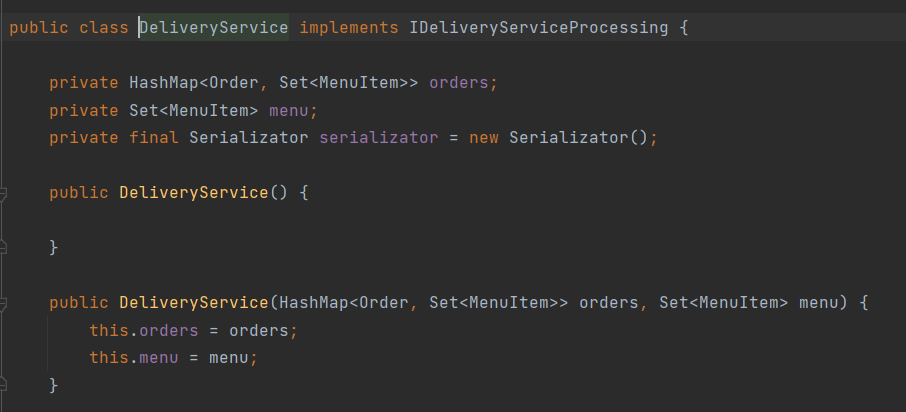 public class DeliveryService implements IDeliveryServiceProcessing {
private HashMap<Order, Set<MenuItem>> orders;
private Set<MenuItem> menu;
private final Serializator serializator = new Serializator();
public DeliveryService() {
}
public DeliveryService(HashMap<Order, Set<MenuItem>> orders, Set<MenuItem> menu) {
this.orders = orders;
this.menu = menu;
}